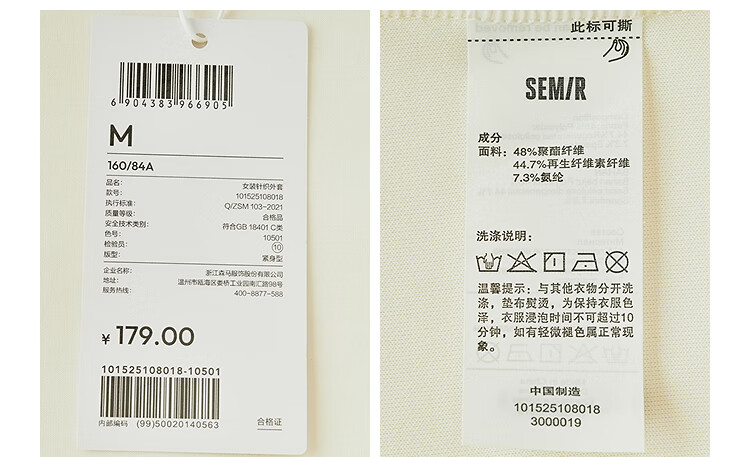 6 904383 966905
M
160/84A
品名: 女装针织外套
款号: 101525108018
执行标准: Q/ZSM 103-2021
质量等级: 合格品
安全技术类别: 符合GB 18401 C类
色号: 10501
检验员: 10
版型: 紧身型
企业名称: 浙江森马服饰股份有限公司
地址: 温州市瓯海区娄桥工业园南汇路98号
服务热线: 400-8877-588
¥ 179.00
101525108018-10501
内部编码 (99)50020140563
合格证
此标可撕
SEMIR
成分
面料: 48%聚酯纤维
44.7%再生纤维素纤维
7.3%氨纶
洗涤说明:
温馨提示: 与其他衣物分开洗
涤, 垫布熨烫, 为保持衣服色
泽, 衣服浸泡时间不可超过10
分钟, 如有轻微褪色属正常现
象。
中国制造
101525108018
3000019